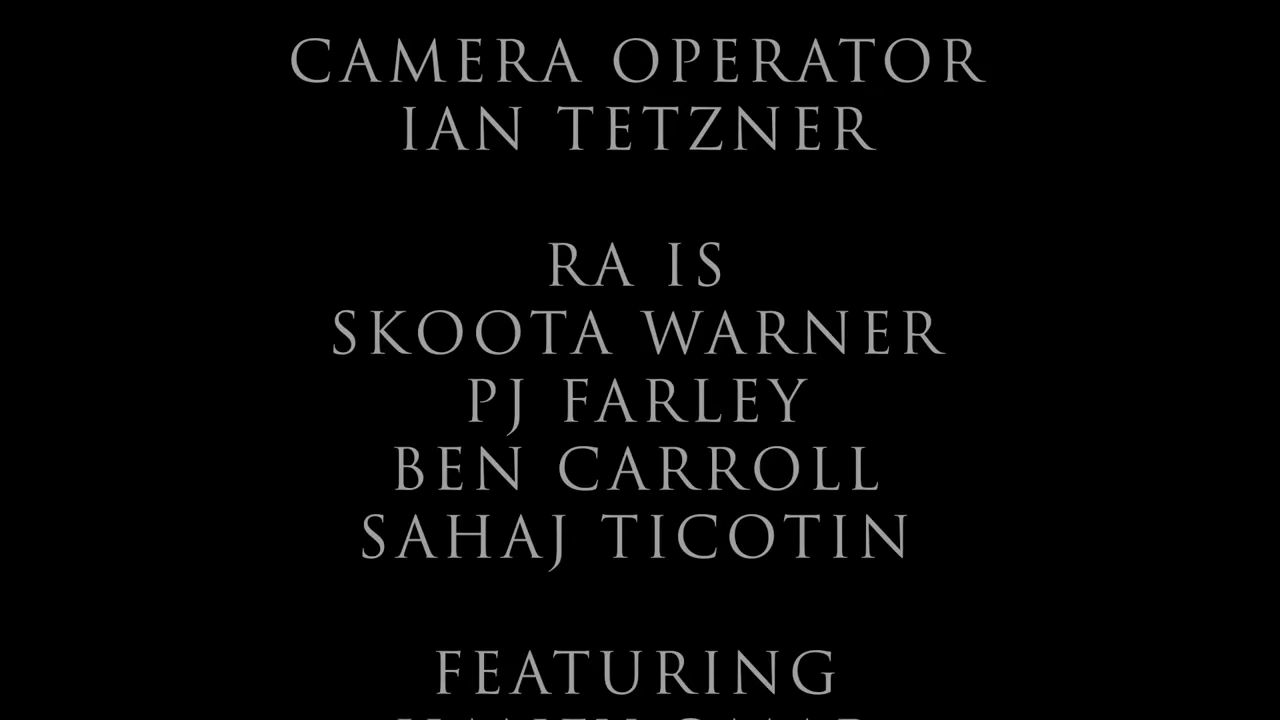 CAMERA OPERATOR
IAN TETZNER
RA IS
SKOOTA WARNER
PJ FARLEY
BEN CARROLL
SAHAJ TICOTIN
FEATURING